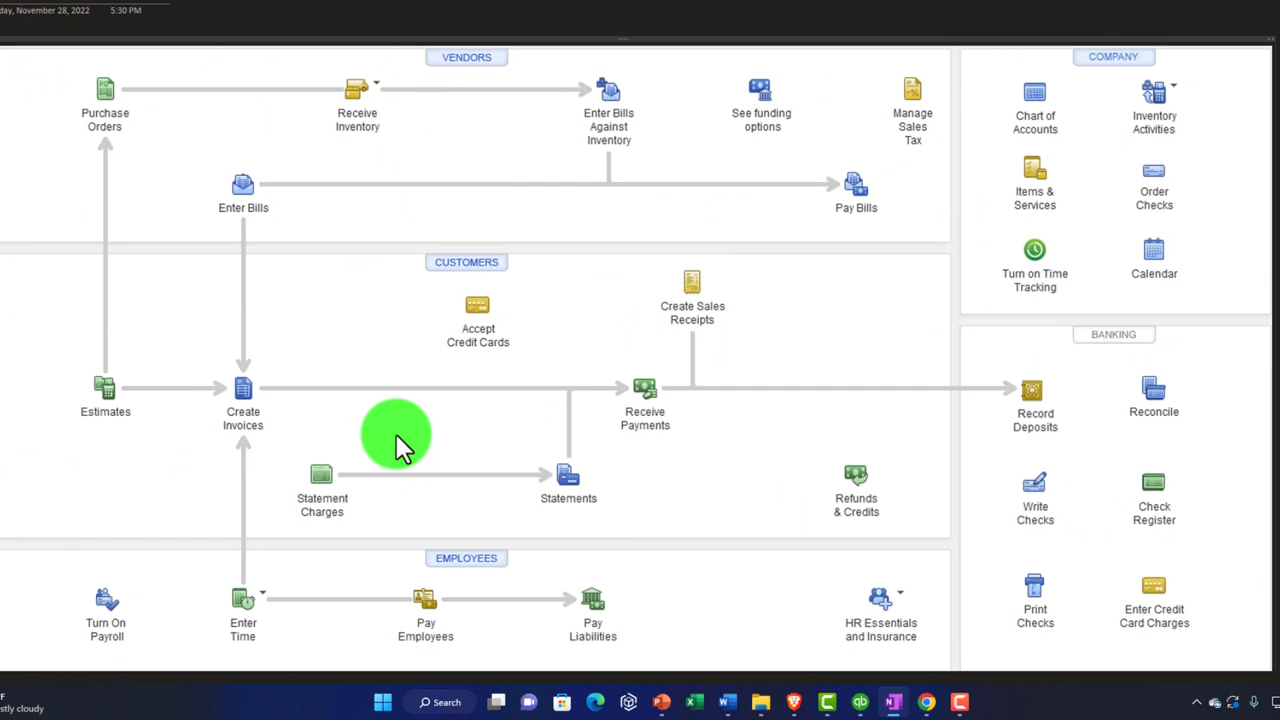 day, November 28, 2022 5:30 PM
VENDORS
COMPANY
Purchase
Orders
Receive
Inventory
Enter Bills
Against
Inventory
See funding
options
Manage
Sales
Tax
Chart of
Accounts
Inventory
Activities
Enter Bills
Pay Bills
Items &
Services
Order
Checks
CUSTOMERS
Accept
Credit Cards
Create Sales
Receipts
Turn on Time
Tracking
Calendar
BANKING
Estimates
Create
Invoices
Receive
Payments
Record
Deposits
Reconcile
Statement
Charges
Statements
Refunds
& Credits
Write
Checks
Check
Register
EMPLOYEES
Turn On
Payroll
Enter
Time
Pay
Employees
Pay
Liabilities
HR Essentials
and Insurance
Print
Checks
Enter Credit
Card Charges
°F
stly cloudy
Search